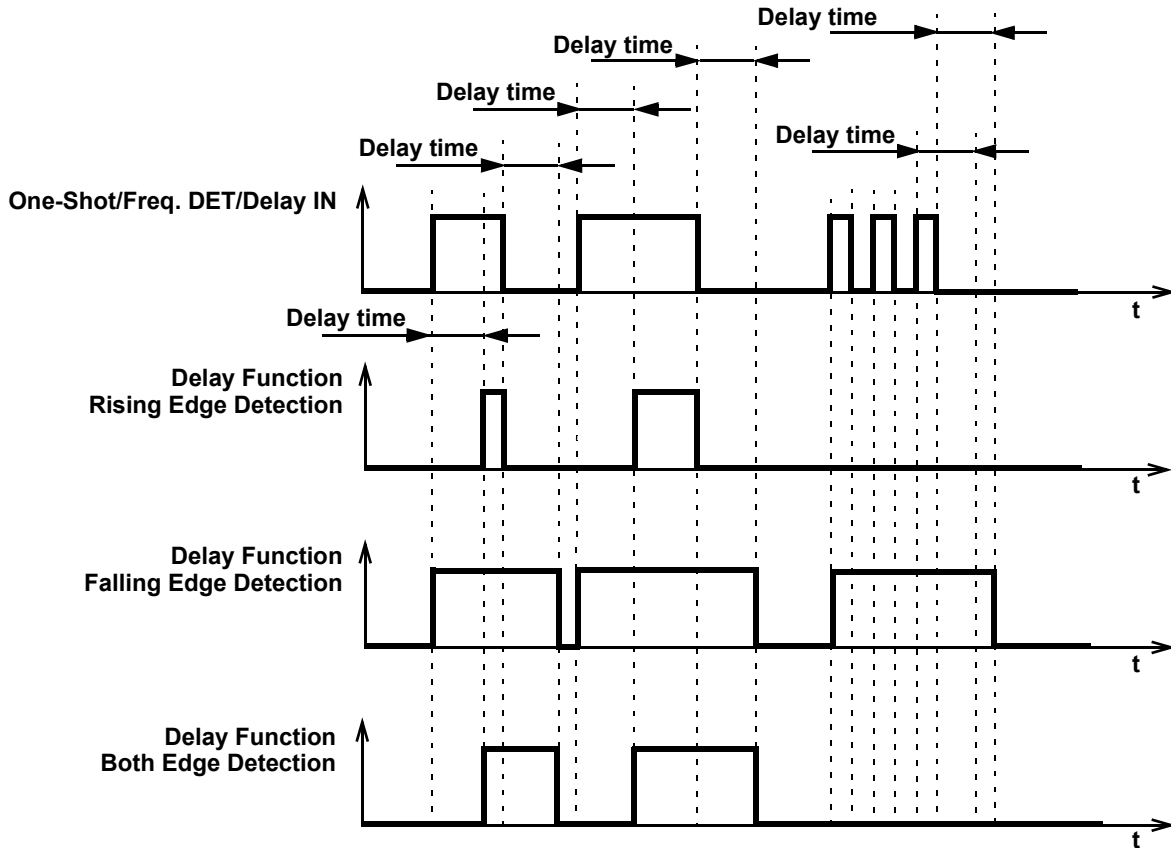 Delay time
Delay time
Delay time
Delay time
Delay time
One-Shot/Freq. DET/Delay IN
t
Delay time
Delay Function
Rising Edge Detection
t
Delay Function
Falling Edge Detection
t
Delay Function
Both Edge Detection
t